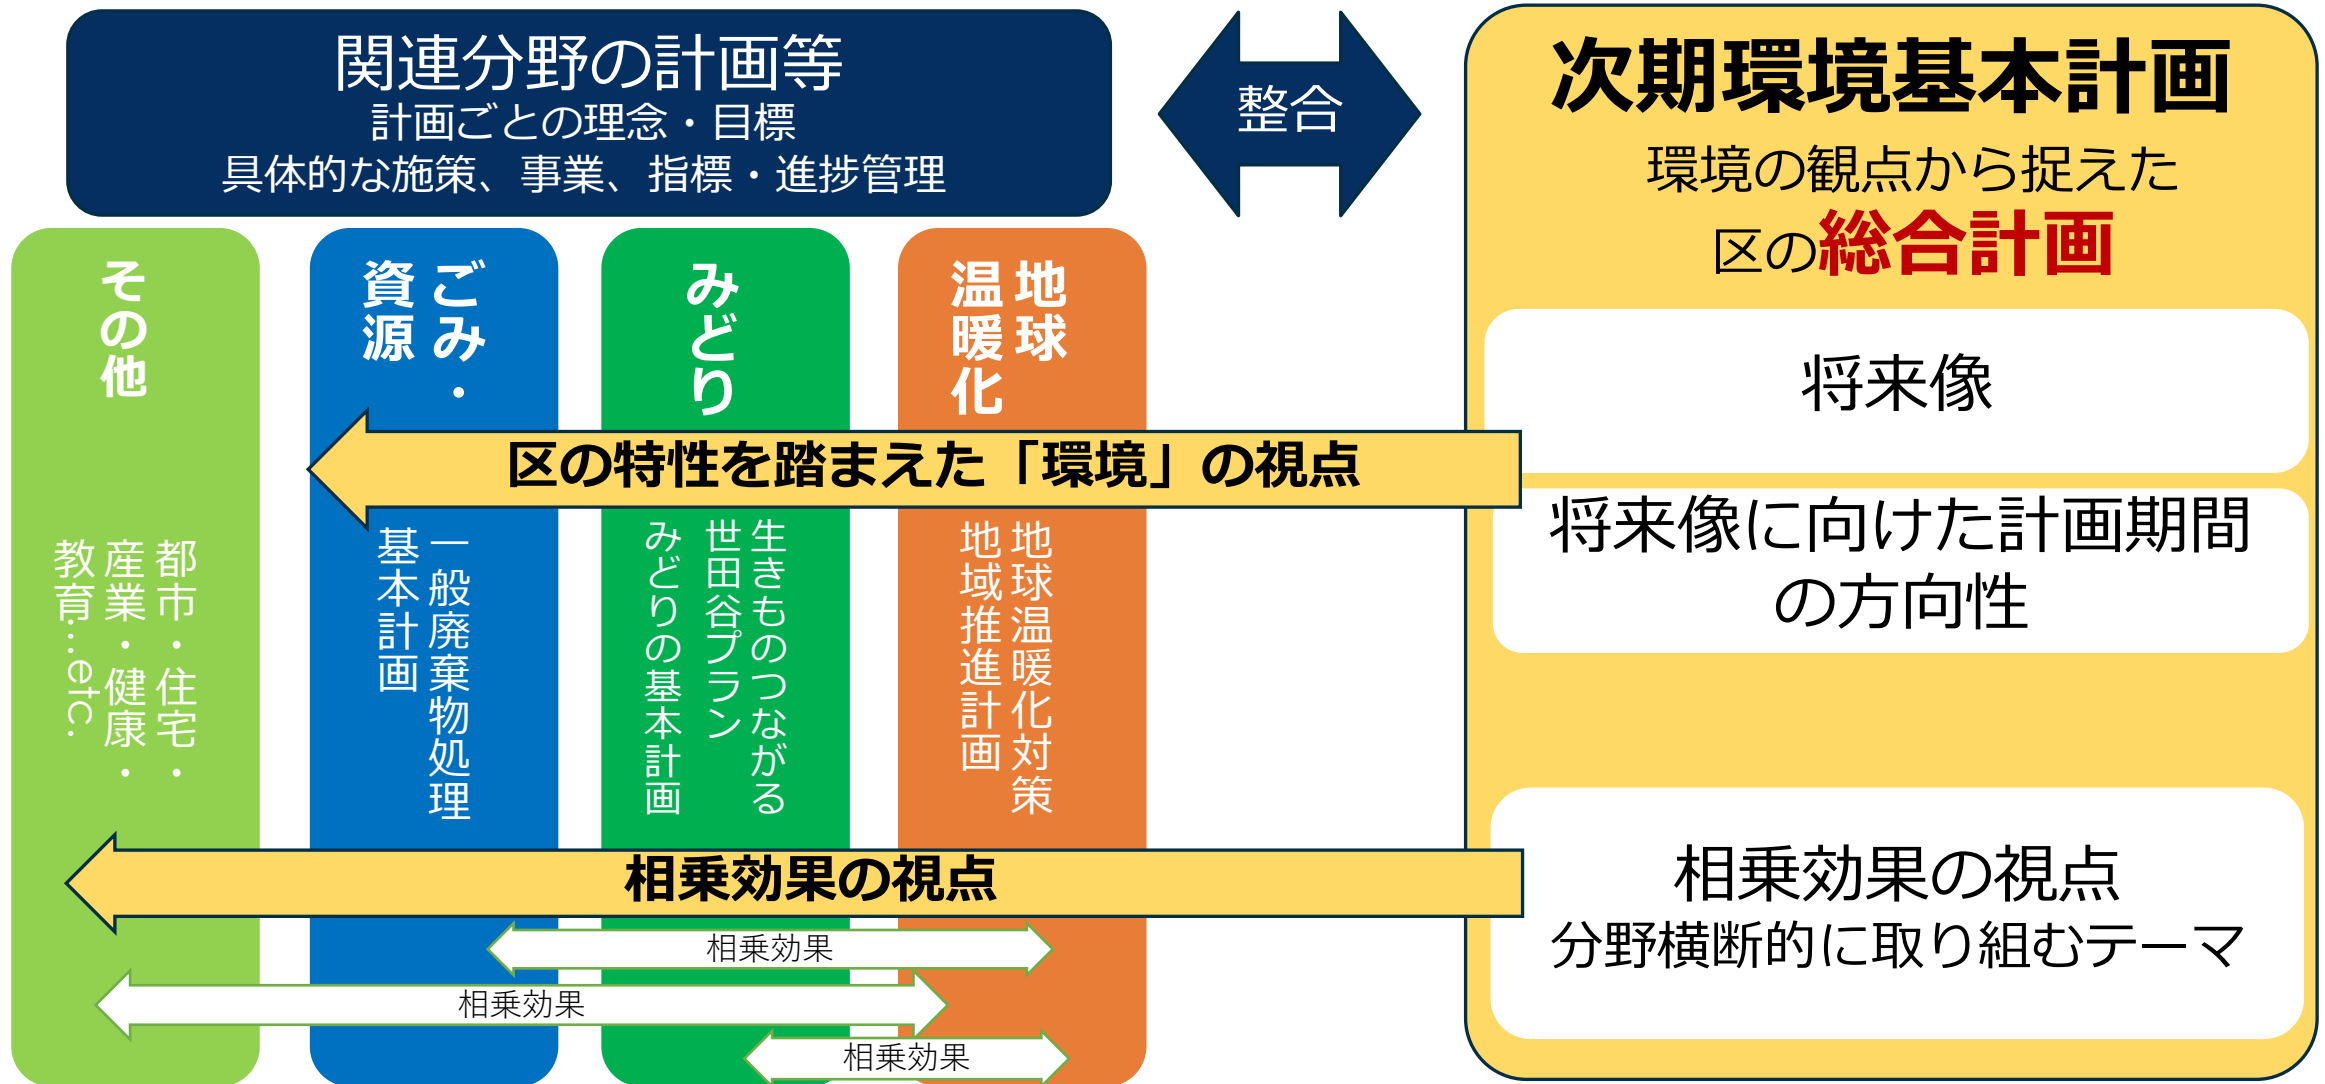 関連分野の計画等
計画ごとの理念・目標
具体的な施策、事業、指標・進捗管理
整合
次期環境基本計画
環境の観点から捉えた
区の総合計画
将来像
将来像に向けた計画期間
の方向性
相乗効果の視点
分野横断的に取り組むテーマ
地球
温暖化
みどり
ごみ・
資源
その他
区の特性を踏まえた「環境」の視点
地球温暖化対策
地域推進計画
生きものつながる
世田谷プラン
みどりの基本計画
一般廃棄物処理
基本計画
都市・住宅・
産業・健康・
教育…etc.
相乗効果の視点
相乗効果
相乗効果
相乗効果